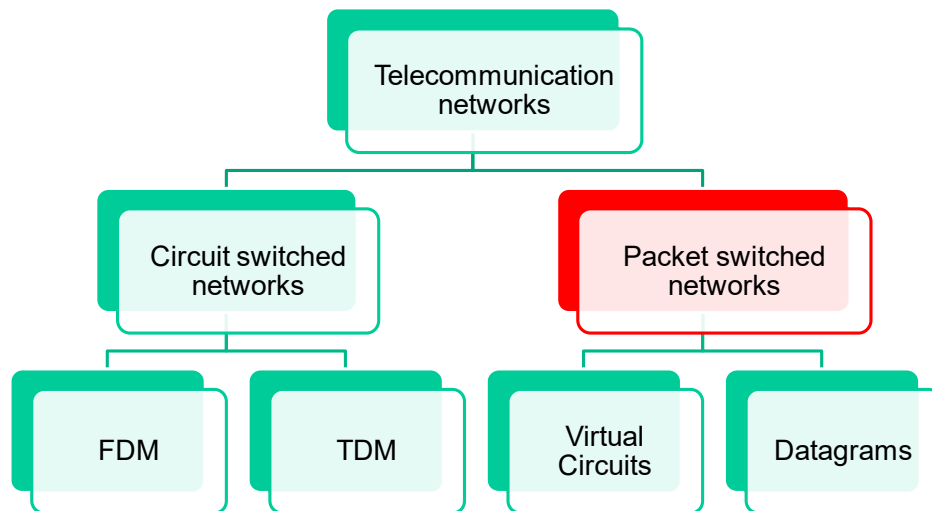 Telecommunication
networks
Circuit switched
networks
Packet switched
networks
FDM
TDM
Virtual
Circuits
Datagrams